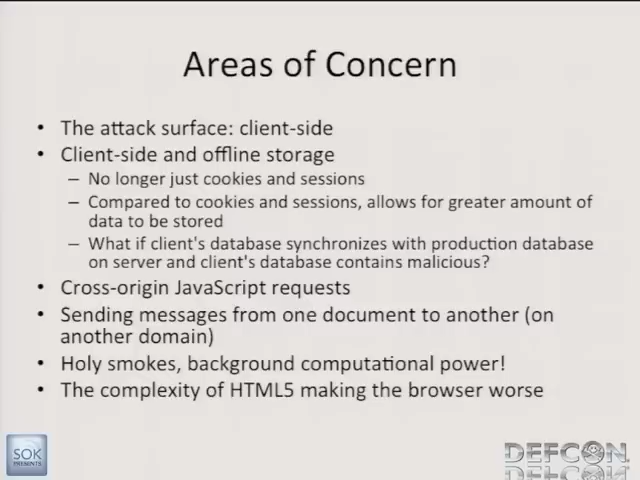 Areas of Concern
• The attack surface: client-side
• Client-side and offline storage
– No longer just cookies and sessions
– Compared to cookies and sessions, allows for greater amount of
data to be stored
– What if client's database synchronizes with production database
on server and client's database contains malicious?
• Cross-origin JavaScript requests
• Sending messages from one document to another (on
another domain)
• Holy smokes, background computational power!
• The complexity of HTML5 making the browser worse
SOK
PRESENTS
DEFCON.